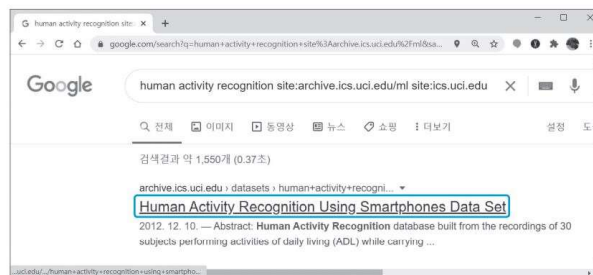 G human activity recognition site:
google.com/search?q=human+activity+recognition+site%3Aarchive.ics.uci.edu%2Fml&sa...
Google
human activity recognition site:archive.ics.uci.edu/ml site:ics.uci.edu
전체 이미지 동영상 뉴스 쇼핑 더보기 설정 도
검색결과 약 1,550개 (0.37초)
archive.ics.uci.edu › datasets › human+activity+recogni...
Human Activity Recognition Using Smartphones Data Set
2012. 12. 10. — Abstract: Human Activity Recognition database built from the recordings of 30
subjects performing activities of daily living (ADL) while carrying ...
...uci.edu/.../human+activity+recognition+using+smartpho...